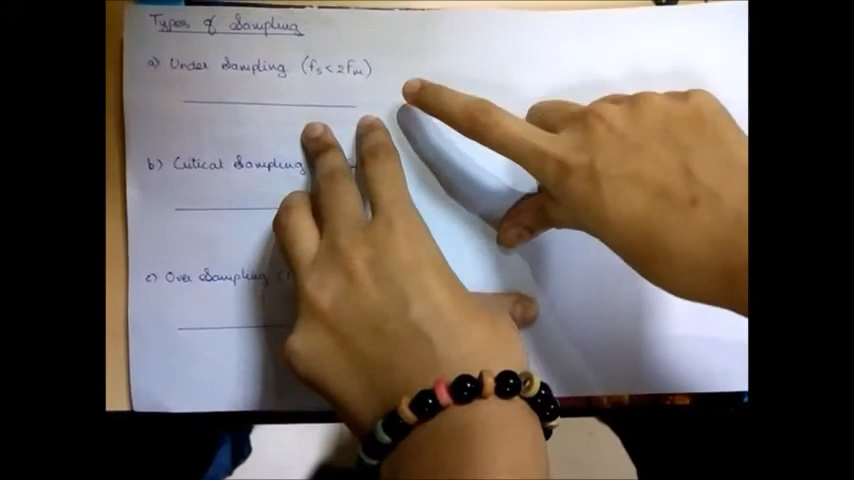 Types of Sampling
a) Under Sampling (fs < 2fm)
b) Critical Sampling
c) Over Sampling (